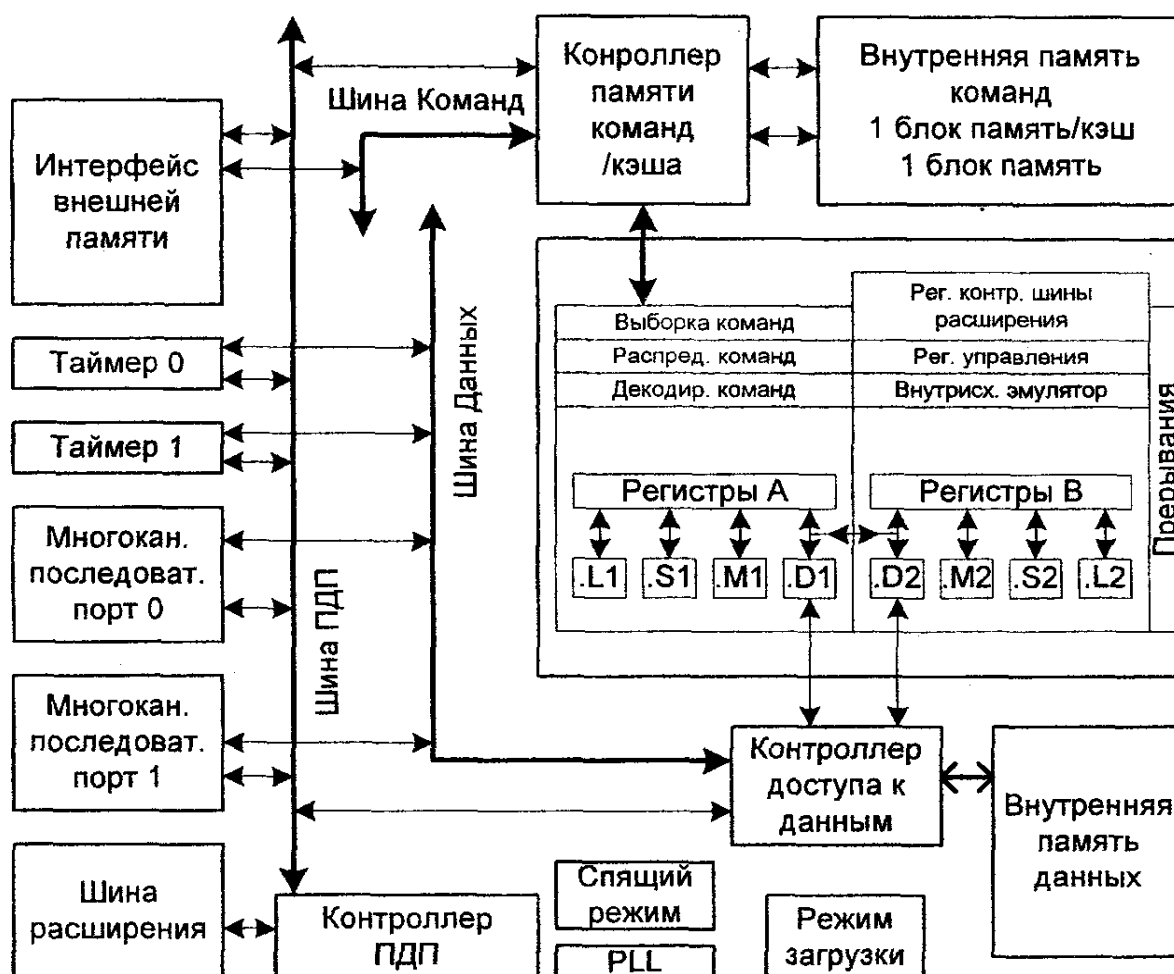 Конроллер
памяти
команд
/кэша
Внутренняя память
команд
1 блок память/кэш
1 блок память
Шина Команд
Интерфейс
внешней
памяти
Рег. контр. шины
расширения
Выборка команд
Распред. команд
Рег. управления
Декодир. команд
Внутрисх. эмулятор
Прерывания
Таймер 0
Таймер 1
Шина Данных
Регистры А
Регистры В
.L1
.S1
.M1
.D1
.D2
.M2
.S2
.L2
Многокан.
последоват.
порт 0
Шина ПДП
Многокан.
последоват.
порт 1
Контроллер
доступа к
данным
Внутренняя
память
данных
Шина
расширения
Контроллер
ПДП
Спящий
режим
PLL
Режим
загрузки